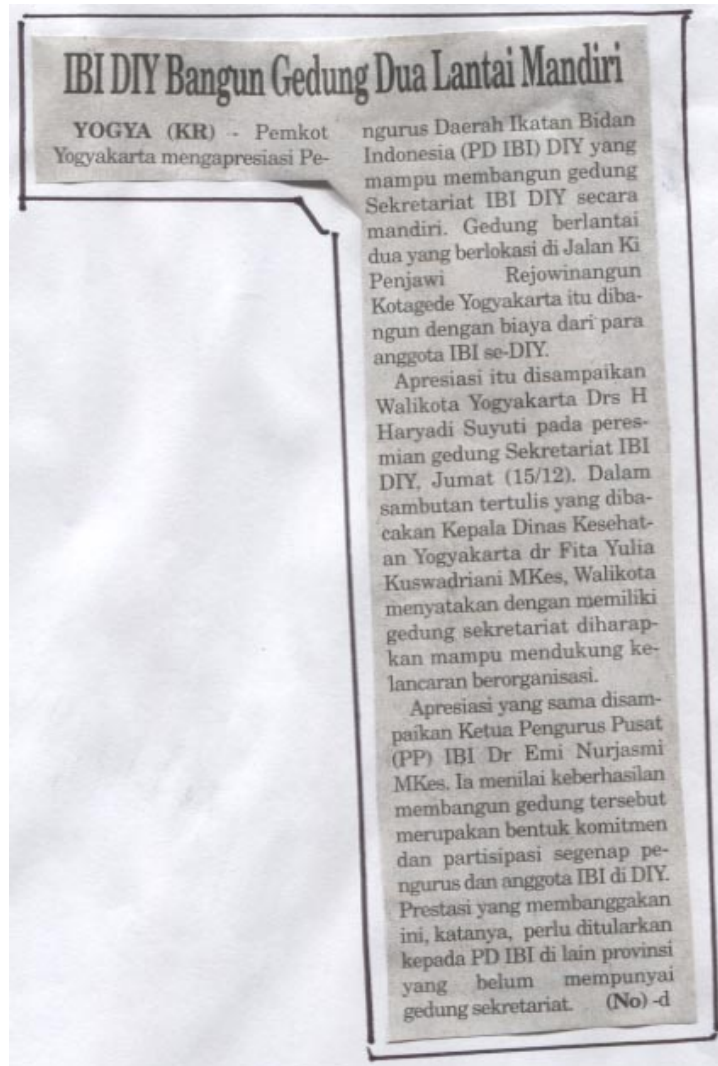 IBI DIY Bangun Gedung Dua Lantai Mandiri
YOGYA (KR) - Pemkot
Yogyakarta mengapresiasi Pe-
ngurus Daerah Ikatan Bidan
Indonesia (PD IBI) DIY yang
mampu membangun gedung
Sekretariat IBI DIY secara
mandiri. Gedung berlantai
dua yang berlokasi di Jalan Ki
Penjawi Rejowinangun
Kotagede Yogyakarta itu diba-
ngun dengan biaya dari para
anggota IBI se-DIY.
Apresiasi itu disampaikan
Walikota Yogyakarta Drs H
Haryadi Suyuti pada peres-
mian gedung Sekretariat IBI
DIY, Jumat (15/12). Dalam
sambutan tertulis yang diba-
cakan Kepala Dinas Kesehat-
an Yogyakarta dr Fita Yulia
Kuswadriani MKes, Walikota
menyatakan dengan memiliki
gedung sekretariat diharap-
kan mampu mendukung ke-
lancaran berorganisasi.
Apresiasi yang sama disam-
paikan Ketua Pengurus Pusat
(PP) IBI Dr Emi Nurjasmi
MKes. Ia menilai keberhasilan
membangun gedung tersebut
merupakan bentuk komitmen
dan partisipasi segenap pe-
ngurus dan anggota IBI di DIY.
Prestasi yang membanggakan
ini, katanya, perlu ditularkan
kepada PD IBI di lain provinsi
yang belum mempunyai
gedung sekretariat. (No) -d